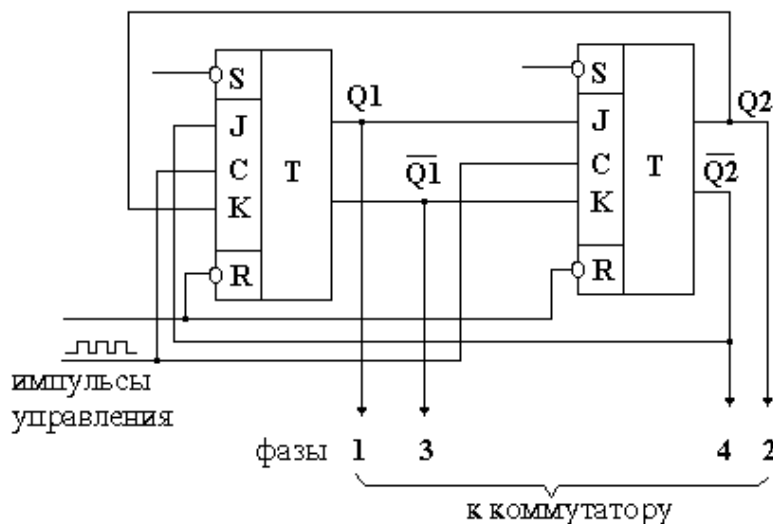 S
J
C
K
R
T
Q1
Q̅1̅
S
J
C
K
R
T
Q2
Q̅2̅
импульсы
управления
фазы 1 3 4 2
к коммутатору